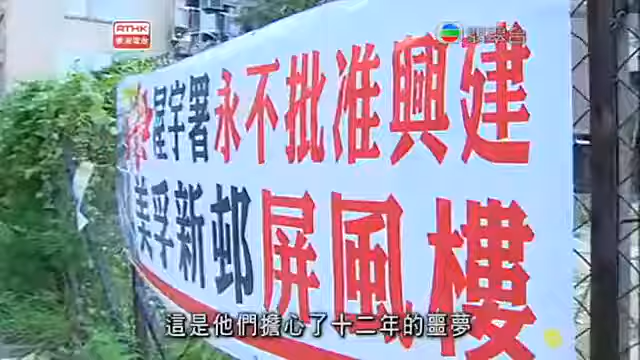 RTHK
香港電台
翡翠台
屋宇署永不批准興建
美孚新邨屏風樓
這是他們擔心了十二年的噩夢